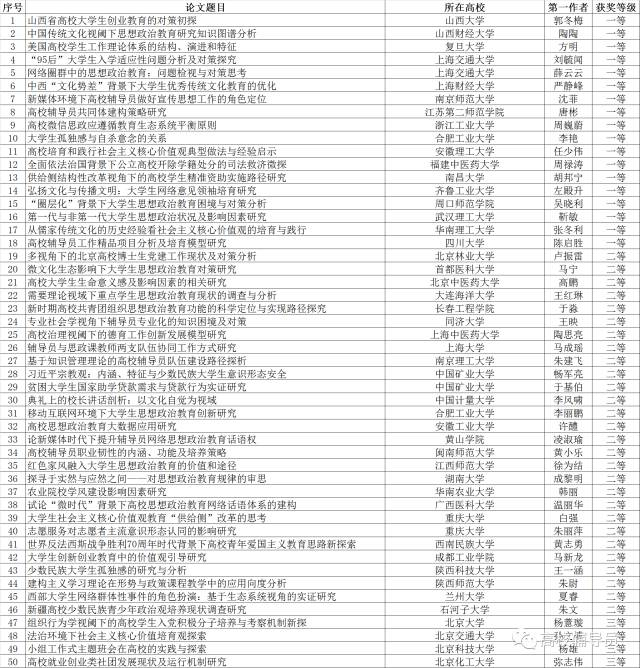 序号 论文题目 所在高校 第一作者 获奖等级
1 山西省高校大学生创业教育的对策初探 山西大学 郭冬梅 一等
2 中国传统文化视阈下思想政治教育研究知识图谱分析 山西财经大学 陶陶 一等
3 美国高校学生工作理论体系的结构、演进和特征 复旦大学 方明 一等
4 “95后”大学生入学适应性问题分析及对策探究 上海交通大学 刘毓闻 一等
5 网络圈群中的思想政治教育：问题检视与对策思考 上海交通大学 薛云云 一等
6 中西“文化势差”背景下大学生优秀传统文化教育的优化 上海财经大学 严静峰 一等
7 新媒体环境下高校辅导员做好宣传思想工作的角色定位 南京师范大学 沈菲 一等
8 高校辅导员共同体建构策略研究 江苏第二师范学院 唐彬 一等
9 高校微信思政应遵循教育生态系统平衡原则 浙江工业大学 周巍蔚 一等
10 大学生孤独感与自杀意念的关系 合肥工业大学 李艳 一等
11 高校培育和践行社会主义核心价值观典型做法与经验启示 安徽理工大学 任少伟 一等
12 全面依法治国背景下公立高校开除学籍处分的司法救济微探 福建中医药大学 周禄涛 一等
13 供给侧结构性改革视角下的高校学生精准资助实施路径研究 南昌大学 胡邦宁 一等
14 弘扬文化与传播文明：大学生网络意见领袖培育研究 齐鲁工业大学 左殿升 一等
15 “圈层化”背景下大学生思想政治教育困境与对策分析 周口师范学院 吴晓利 一等
16 第一代与非第一代大学生思想政治状况及影响因素研究 武汉理工大学 靳敏 一等
17 从儒家传统文化的历史经验看社会主义核心价值观的培育与践行 华南理工大学 张冬利 一等
18 高校辅导员工作精品项目分析及培育模型研究 四川大学 陈启胜 一等
19 多视角下的北京高校博士生党建工作现状及对策分析 北京林业大学 卢振雷 二等
20 微文化生态影响下大学生思想政治教育对策研究 首都医科大学 马宁 二等
21 高校大学生生命意义感及影响因素的相关研究 北京中医药大学 高鹏 二等
22 需要理论视域下重点学生思想政治教育现状的调查与分析 大连海洋大学 王红琳 二等
23 新时期高校共青团组织思想政治教育功能的科学定位与实现路径探究 长春工程学院 于淼 二等
24 专业社会学视角下辅导员专业化的知识困境及对策 同济大学 王映 二等
25 高校治理视阈下的德育工作创新发展模型研究 上海中医药大学 陶思亮 二等
26 辅导员与思政课教师两支队伍协同工作方式研究 上海大学 马成瑶 二等
27 基于知识管理理论的高校辅导员队伍建设路径探析 南京理工大学 朱建飞 二等
28 习近平宗教观：内涵、特征与少数民族大学生意识形态安全 中国矿业大学 杨军亮 二等
29 贫困大学生国家助学贷款需求与贷款行为实证研究 中国矿业大学 于基伯 二等
30 典礼上的校长讲话剖析：以文化自觉为视域 中国计量大学 李风啸 二等
31 移动互联网环境下大学生思想政治教育创新研究 合肥工业大学 李丽鹏 二等
32 高校思想政治教育大数据应用研究 安徽工业大学 许醴 二等
33 论新媒体时代下提升辅导员网络思想政治教育话语权 黄山学院 凌淑瑜 二等
34 高校辅导员职业韧性的内涵、功能及培养策略 闽南师范大学 黄小乐 二等
35 红色家风融入大学生思想政治教育的价值和途径 江西师范大学 徐为结 二等
36 探寻于实然与应然之间——对思想政治教育规律的审思 湖南大学 成黎明 二等
37 农业院校学风建设影响因素研究 华南农业大学 韩丽 二等
38 试论“微时代”背景下高校思想政治教育网络话语体系的建构 广西医科大学 温丽华 二等
39 大学生社会主义核心价值观教育“供给侧”改革的思考 重庆大学 白强 二等
40 志愿服务对志愿者主流意识形态认同的影响研究 重庆大学 朱丽萍 二等
41 世界反法西斯战争胜利70周年时代背景下高校青年爱国主义教育思路新探索 西南民族大学 黄志勇 二等
42 大学生创新创业教育中的价值观引导研究 成都工业学院 马新龙 二等
43 少数民族大学生孤独感的研究与分析 陕西科技大学 王一涵 二等
44 建构主义学习理论在形势与政策课程教学中的应用向度分析 陕西师范大学 朱尉 二等
45 西部大学生网络群体性事件的角色扮演：基于生态系统视角的实证研究 兰州大学 夏睿 二等
46 新疆高校少数民族青少年政治观培养现状调查研究 石河子大学 朱文 二等
47 组织行为学视阈下的高校学生入党积极分子培养与考察机制新探 北京大学 杨薏璇 三等
48 法治环境下社会主义核心价值培育观探索 北京交通大学
49 小组工作式主题班会在高校的实践与探索 北京科技大学 杨雄 三等
50 高校就业创业类社团发展现状及运行机制研究 北京化工大学 弥志伟 三等
高校辅导员